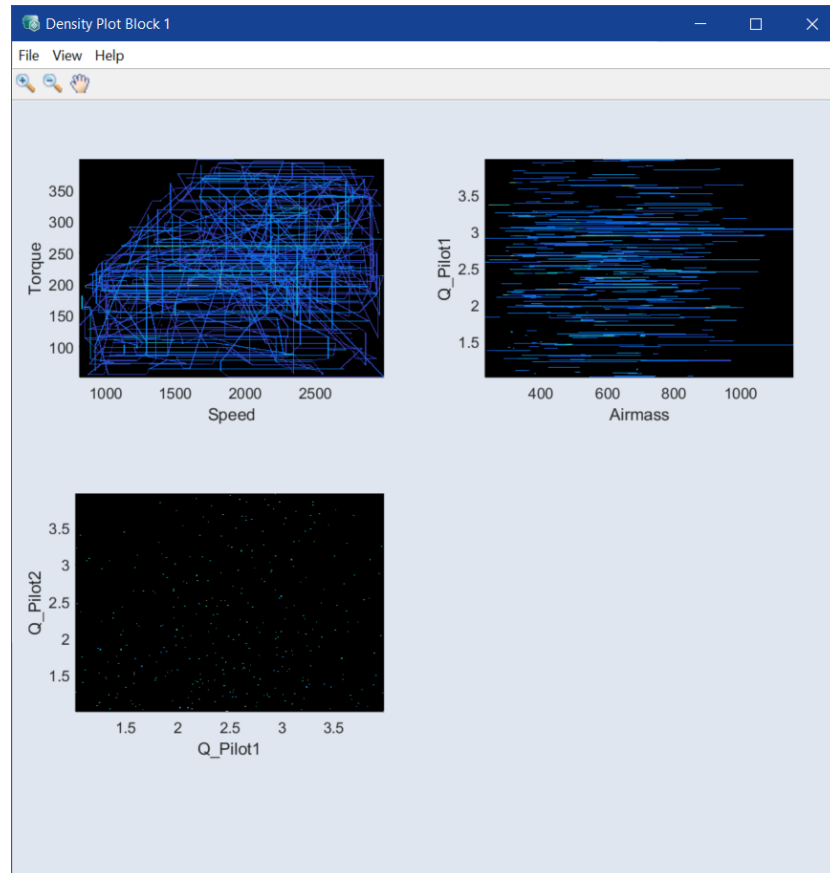 Density Plot Block 1
File View Help
350
300
250
200
150
100
Torque
1000 1500 2000 2500
Speed
3.5
3
2.5
2
1.5
Q_Pilot1
400 600 800 1000
Airmass
3.5
3
2.5
2
1.5
Q_Pilot2
1.5 2 2.5 3 3.5
Q_Pilot1